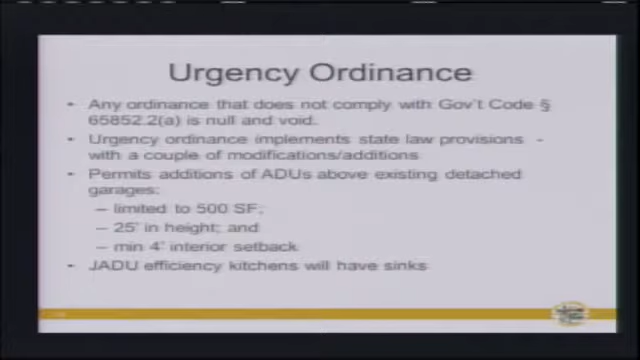 Urgency Ordinance
• Any ordinance that does not comply with Gov't Code §
65852.2(a) is null and void.
• Urgency ordinance implements state law provisions -
with a couple of modifications/additions
• Permits additions of ADUs above existing detached
garages:
– limited to 500 SF;
– 25' in height; and
– min 4' interior setback
• JADU efficiency kitchens will have sinks